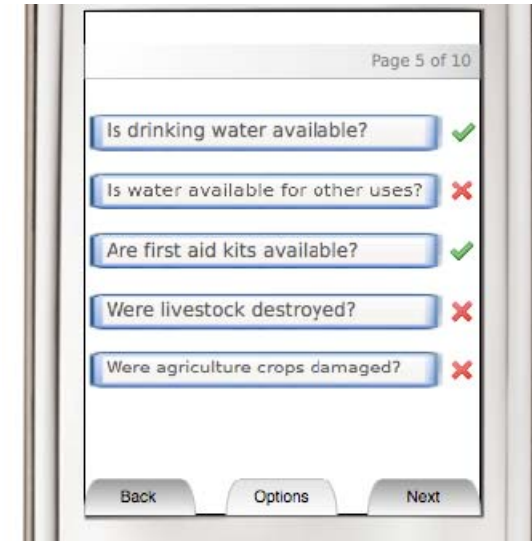 Page 5 of 10
Is drinking water available?
Is water available for other uses?
Are first aid kits available?
Were livestock destroyed?
Were agriculture crops damaged?
Back Options Next